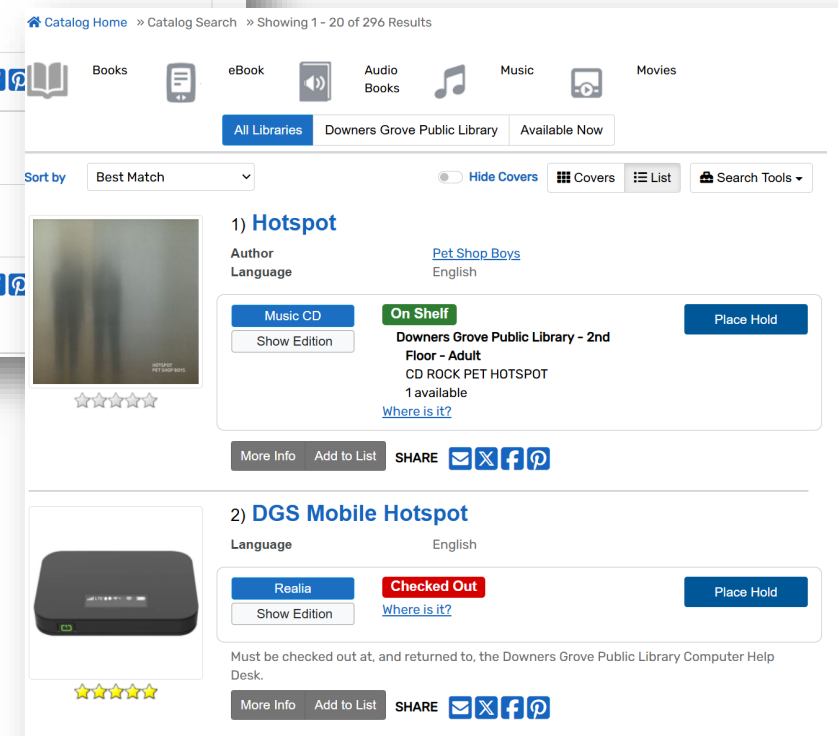 Catalog Home » Catalog Search » Showing 1 - 20 of 296 Results
Books
eBook
Audio
Books
Music
Movies
All Libraries
Downers Grove Public Library
Available Now
Sort by
Best Match
Hide Covers
Covers
List
Search Tools
1) Hotspot
Author
Pet Shop Boys
Language
English
HOTSPOT
PET SHOP BOYS
Music CD
Show Edition
On Shelf
Downers Grove Public Library - 2nd
Floor - Adult
CD ROCK PET HOTSPOT
1 available
Where is it?
Place Hold
More Info
Add to List
SHARE
2) DGS Mobile Hotspot
Language
English
Realia
Show Edition
Checked Out
Where is it?
Place Hold
Must be checked out at, and returned to, the Downers Grove Public Library Computer Help
Desk.
More Info
Add to List
SHARE